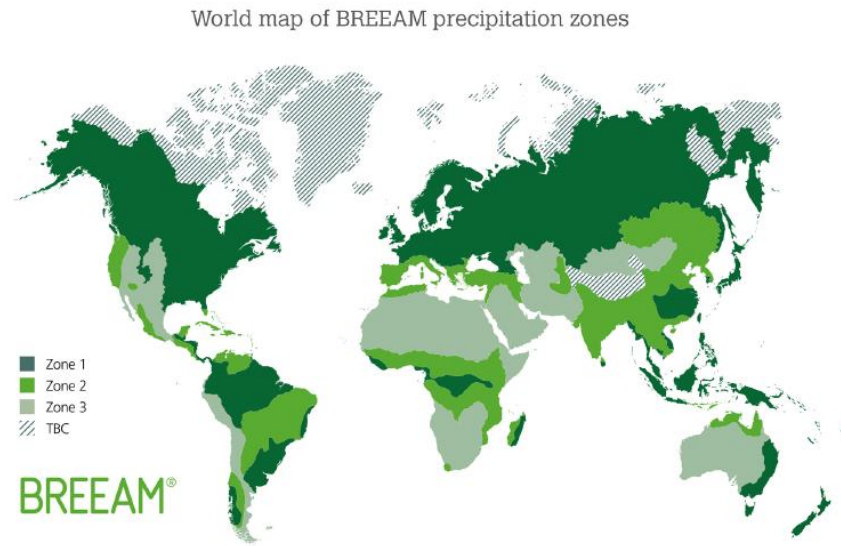 World map of BREEAM precipitation zones
Zone 1
Zone 2
Zone 3
TBC
BREEAM®